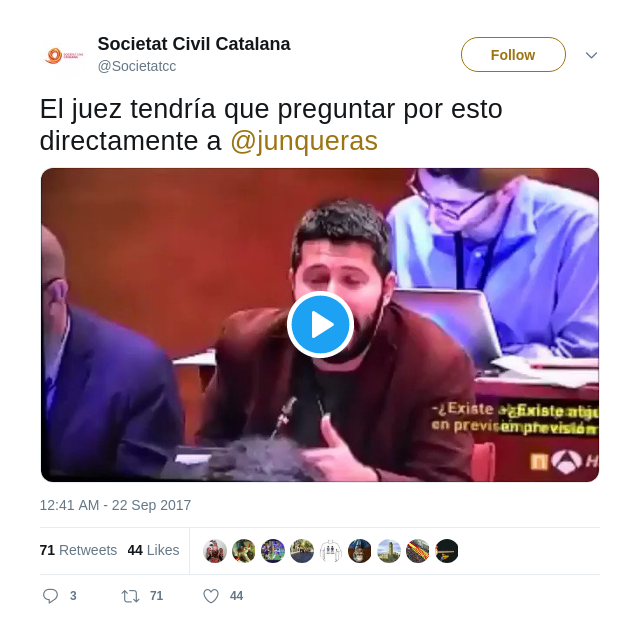 Societat Civil Catalana
@Societatcc
Follow
El juez tendría que preguntar por esto
directamente a @junqueras
-¿Existe
en previs
n
H
12:41 AM - 22 Sep 2017
71 Retweets 44 Likes
3 71 44